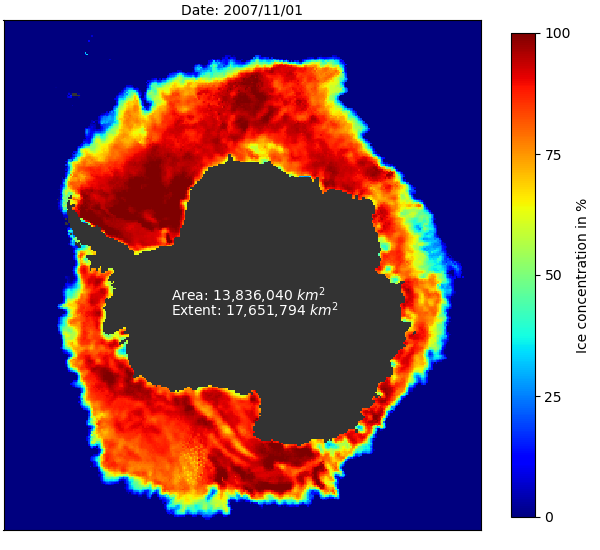 Date: 2007/11/01
Area: 13,836,040 km²
Extent: 17,651,794 km²
100
75
50
25
0
Ice concentration in %